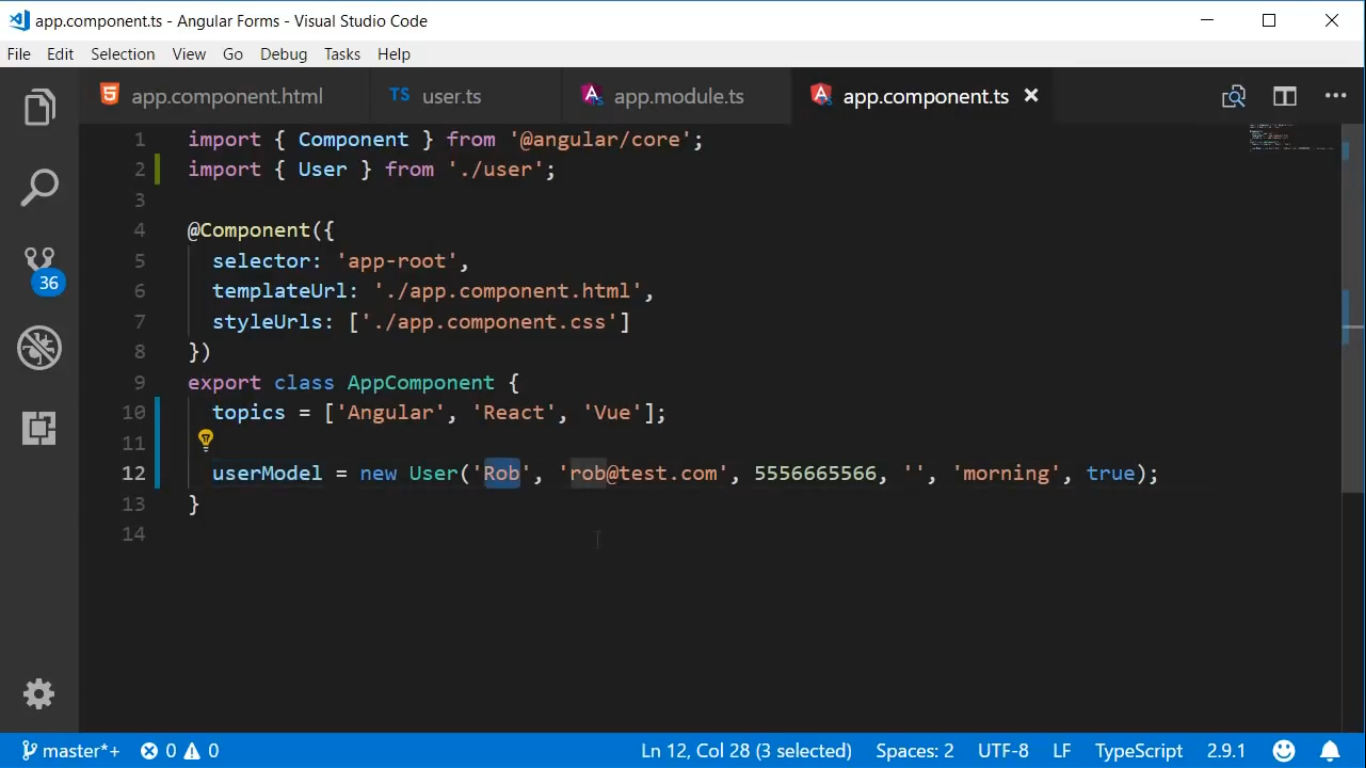 app.component.ts - Angular Forms - Visual Studio Code
File Edit Selection View Go Debug Tasks Help
app.component.html TS user.ts app.module.ts app.component.ts
1 import { Component } from '@angular/core';
2 import { User } from './user';
3
4 @Component({
5 selector: 'app-root',
6 templateUrl: './app.component.html',
7 styleUrls: ['./app.component.css']
8 })
9 export class AppComponent {
10 topics = ['Angular', 'React', 'Vue'];
11
12 userModel = new User('Rob', 'rob@test.com', 5556665566, '', 'morning', true);
13 }
14
36
master*+ 0 0 Ln 12, Col 28 (3 selected) Spaces: 2 UTF-8 LF TypeScript 2.9.1